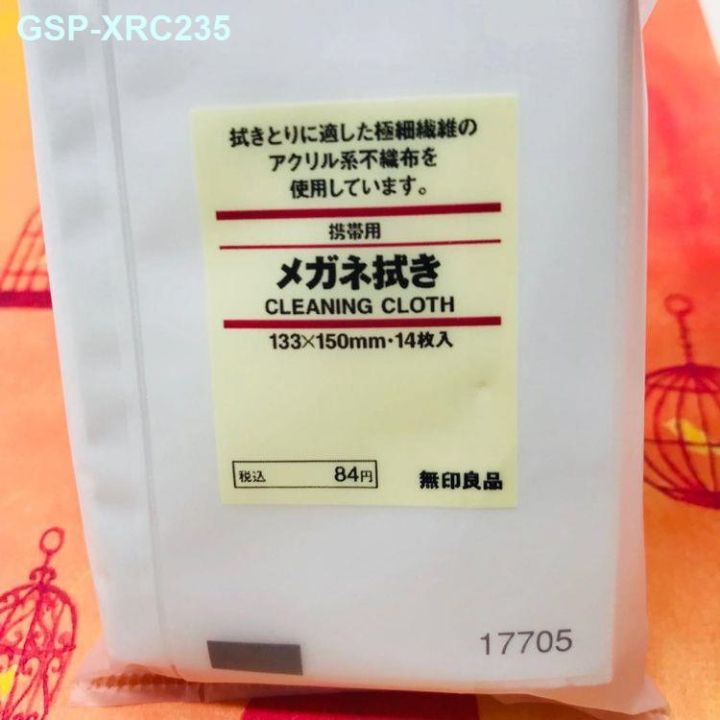 GSP-XRC235
拭きとりに適した極細繊維の
アクリル系不織布を
使用しています。
携帯用
メガネ拭き
CLEANING CLOTH
133×150mm・14枚入
税込 84円
無印良品
17705